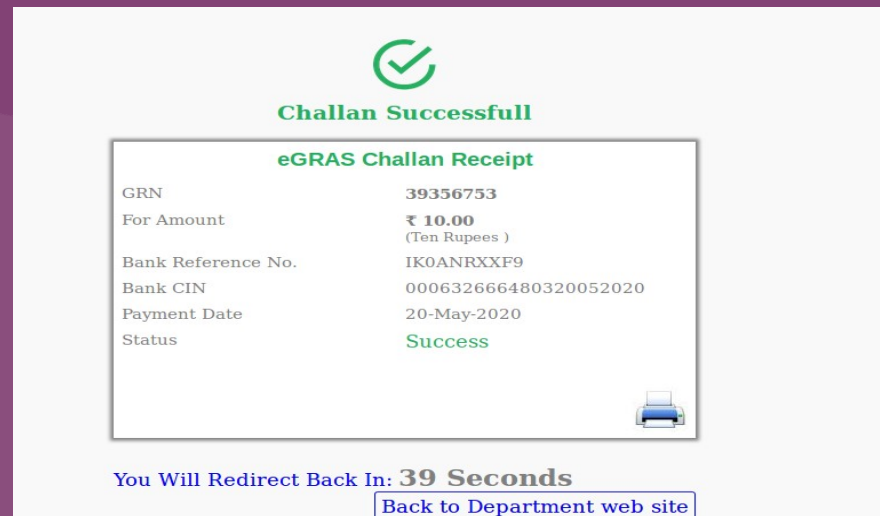 Challan Successfull
eGRAS Challan Receipt
GRN 39356753
For Amount ₹ 10.00
(Ten Rupees )
Bank Reference No. IK0ANRXXF9
Bank CIN 000632666480320052020
Payment Date 20-May-2020
Status Success
You Will Redirect Back In: 39 Seconds
Back to Department web site